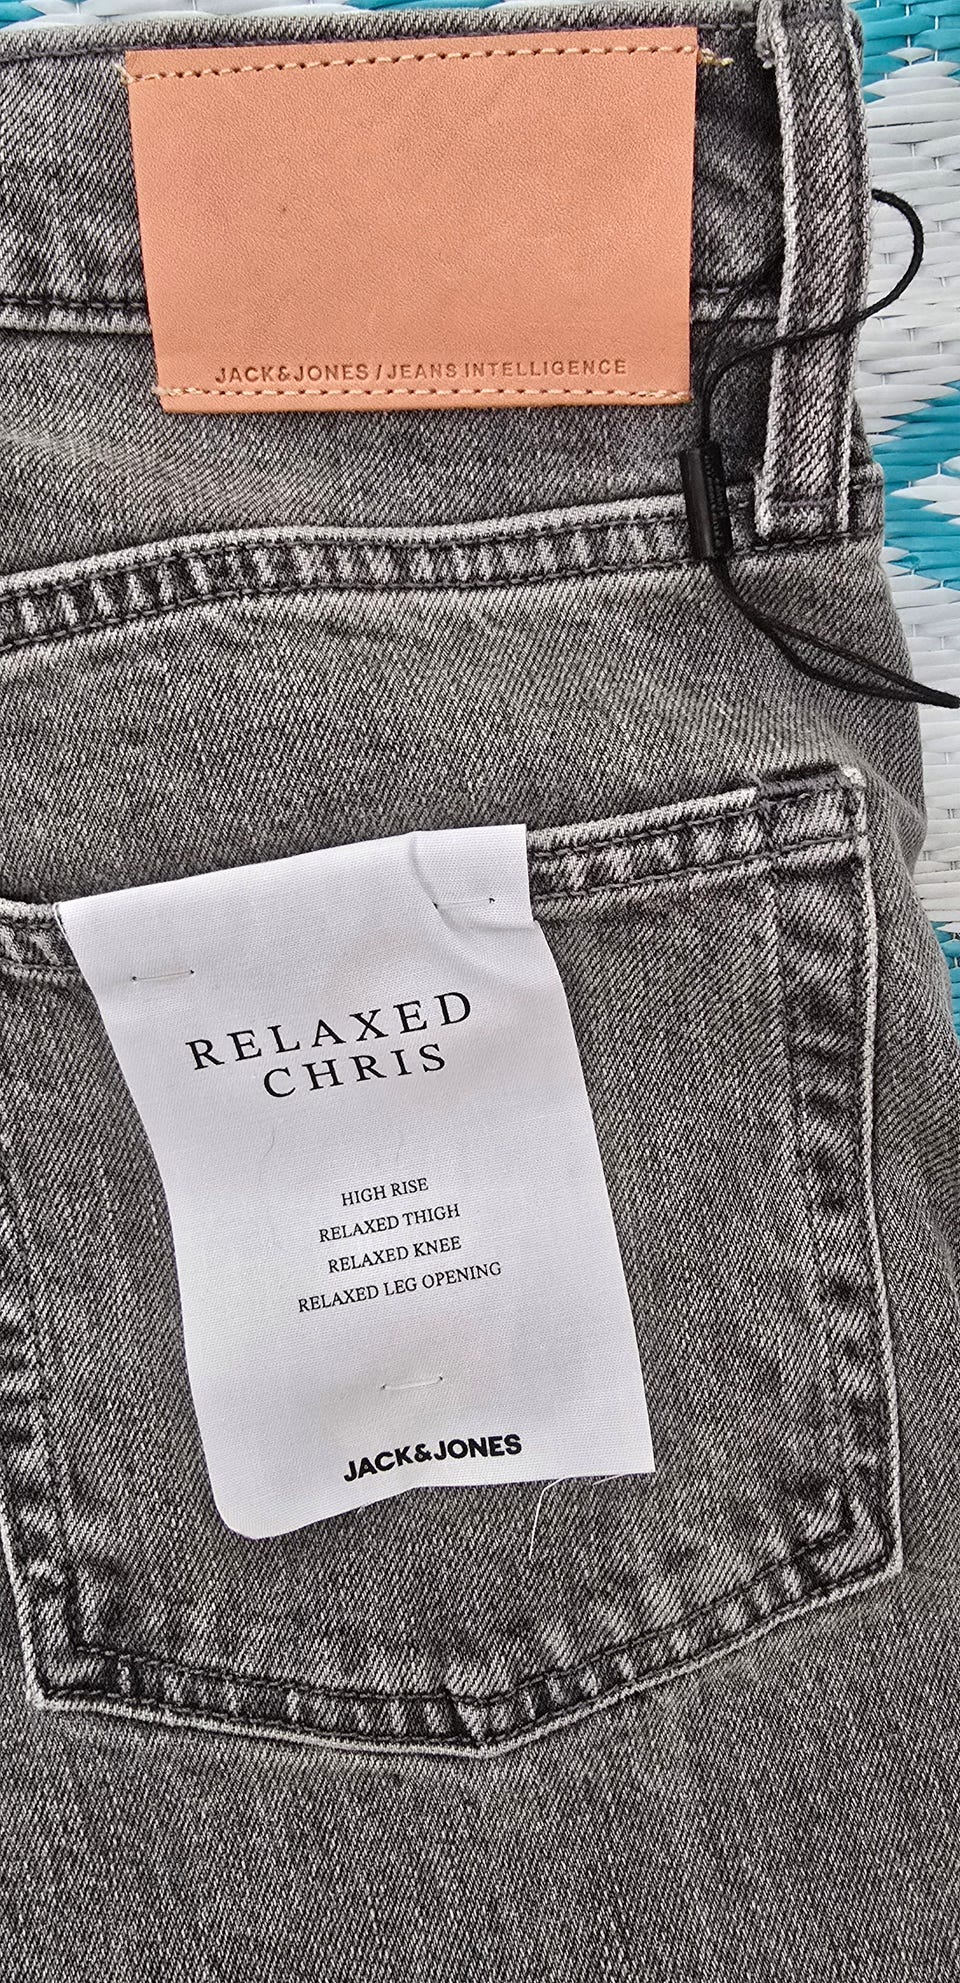 JACK&JONES / JEANS INTELLIGENCE
RELAXED
CHRIS
HIGH RISE
RELAXED THIGH
RELAXED KNEE
RELAXED LEG OPENING
JACK&JONES